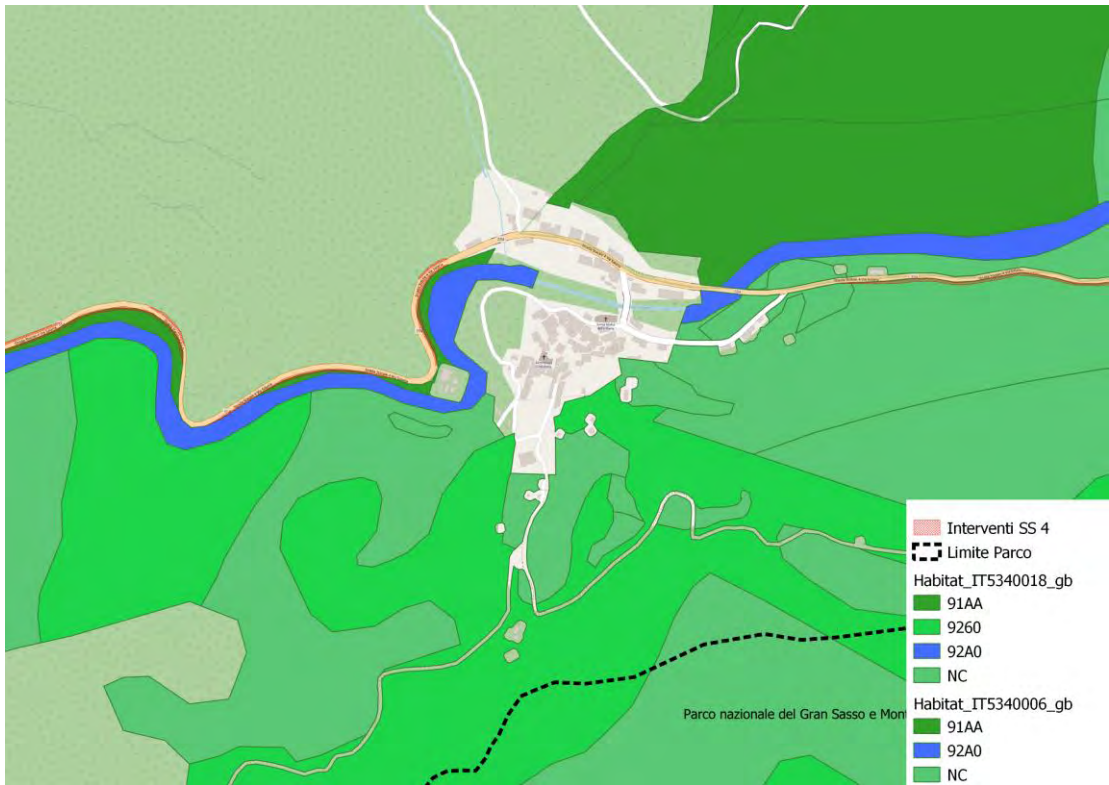 Parco nazionale del Gran Sasso e Mont
Interventi SS 4
Limite Parco
Habitat_IT5340018_gb
91AA
9260
92A0
NC
Habitat_IT5340006_gb
91AA
92A0
NC